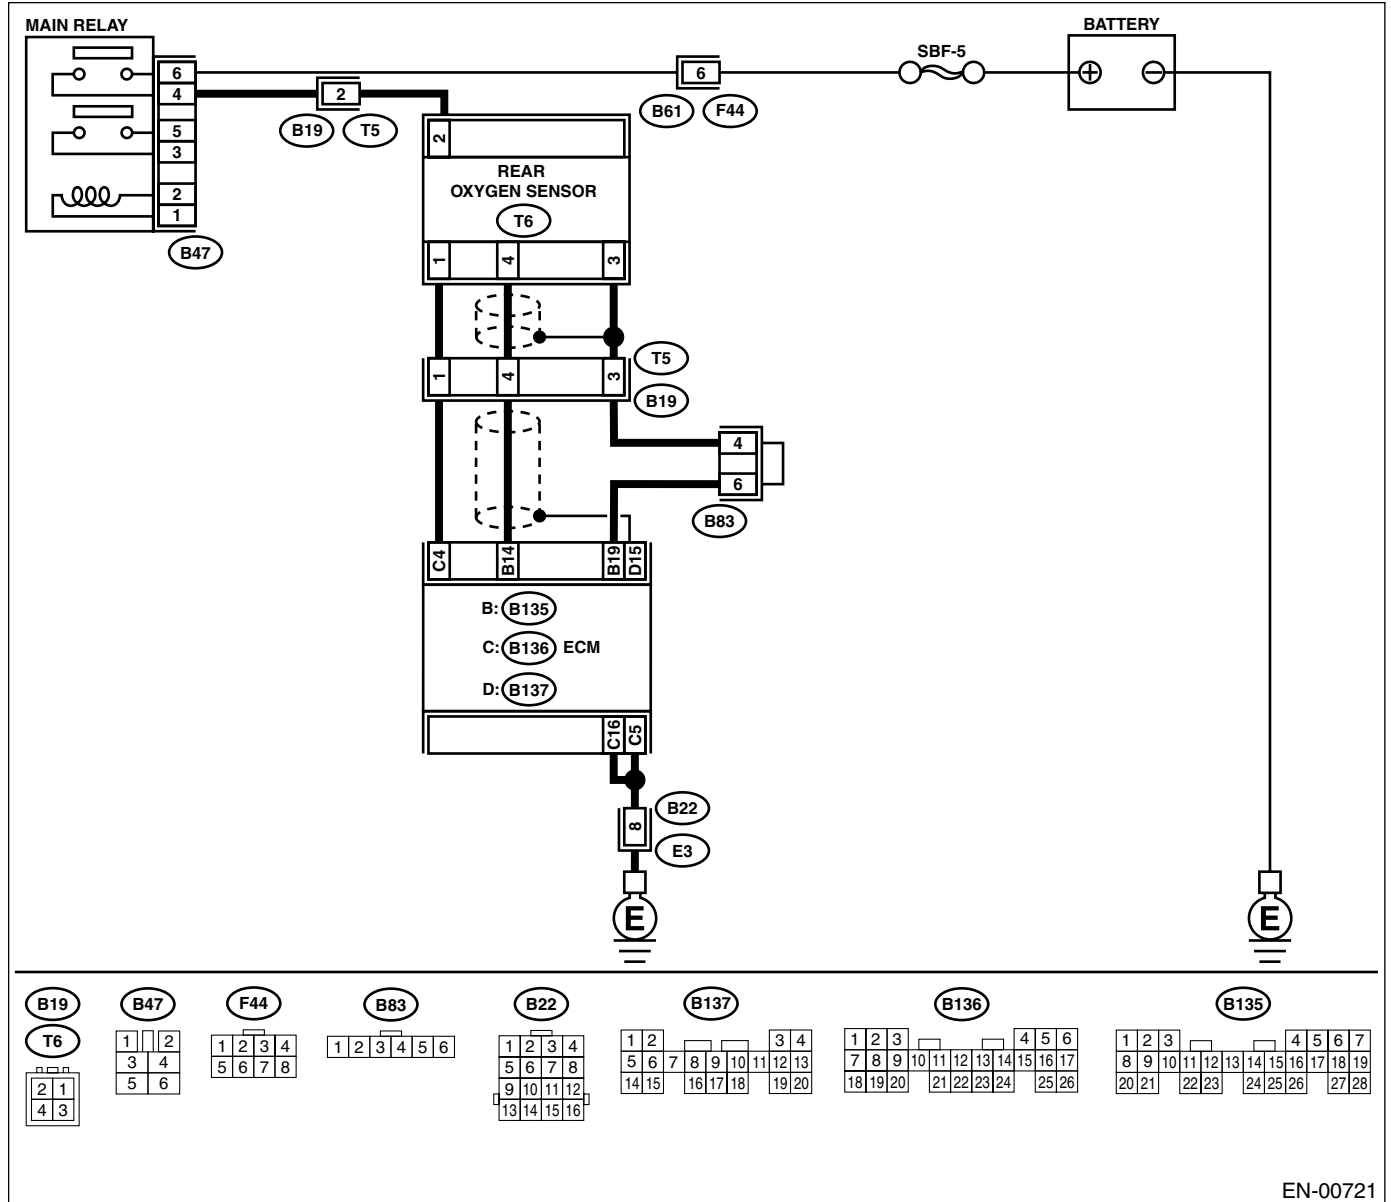 MAIN RELAY
BATTERY
SBF-5
6
4
5
3
2
1
B47
2
B19 T5
6
B61 F44
2
REAR
OXYGEN SENSOR
T6
1 4 3
T5
1 4 3
B19
4
6
B83
C4 B14 B19 D15
B: B135
C: B136 ECM
D: B137
C16 C5
B22
8
E3
E
E
B19
T6
2 1
4 3
B47
1 2
3 4
5 6
F44
1 2 3 4
5 6 7 8
B83
1 2 3 4 5 6
B22
1 2 3 4
5 6 7 8
9 10 11 12
13 14 15 16
B137
1 2 3 4
5 6 7 8 9 10 11 12 13
14 15 16 17 18 19 20
B136
1 2 3 4 5 6
7 8 9 10 11 12 13 14 15 16 17
18 19 20 21 22 23 24 25 26
B135
1 2 3 4 5 6 7
8 9 10 11 12 13 14 15 16 17 18 19
20 21 22 23 24 25 26 27 28
EN-00721